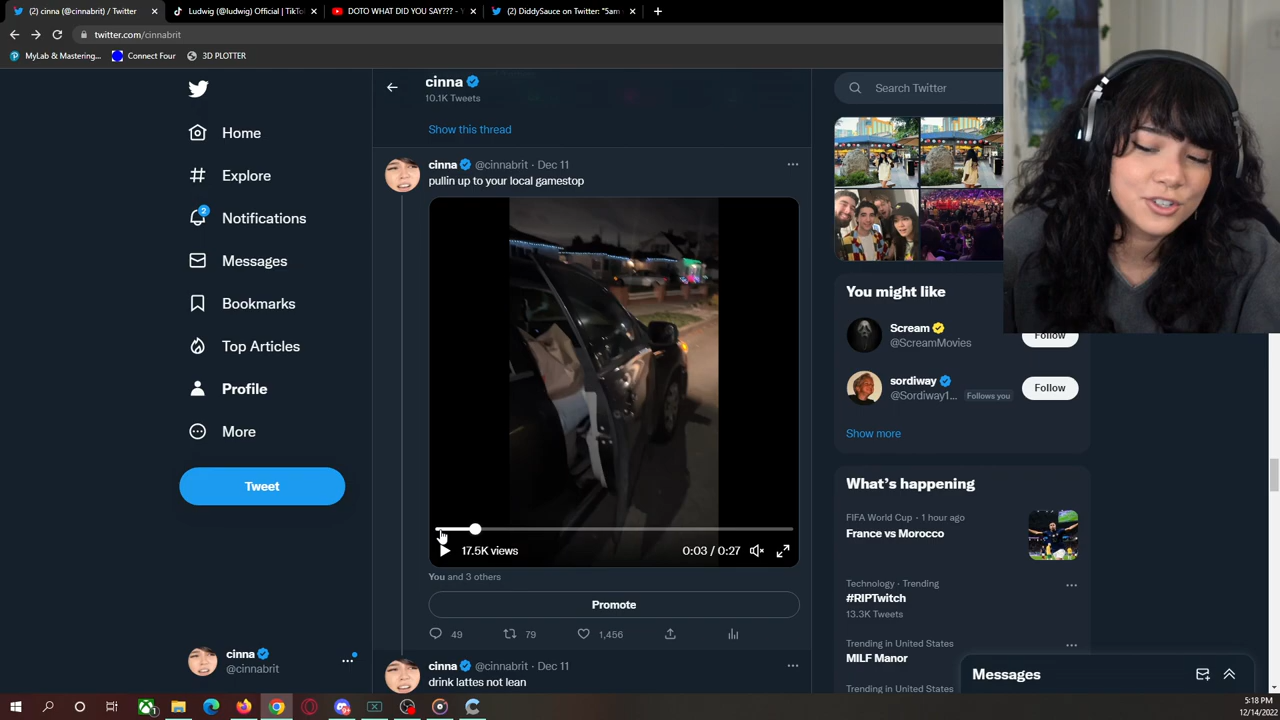 (2) cinna (@cinnabrit) / Twitter
Ludwig (@ludwig) Official | TikTo
DOTO WHAT DID YOU SAY??? - Y
(2) DiddySauce on Twitter: "5am
twitter.com/cinnabrit
MyLab & Mastering...
Connect Four
3D PLOTTER
Home
Explore
2
Notifications
Messages
Bookmarks
Top Articles
Profile
More
Tweet
cinna
@cinnabrit
cinna
10.1K Tweets
Show this thread
cinna @cinnabrit · Dec 11
pullin up to your local gamestop
17.5K views
0:03 / 0:27
You and 3 others
Promote
49
79
1,456
cinna @cinnabrit · Dec 11
drink lattes not lean
Search Twitter
You might like
Scream
@ScreamMovies
Follow
sordiway
@Sordiway1... Follows you
Follow
Show more
What's happening
FIFA World Cup · 1 hour ago
France vs Morocco
Technology · Trending
#RIPTwitch
13.3K Tweets
Trending in United States
MILF Manor
Trending in United States
Messages
5:18 PM
12/14/2022